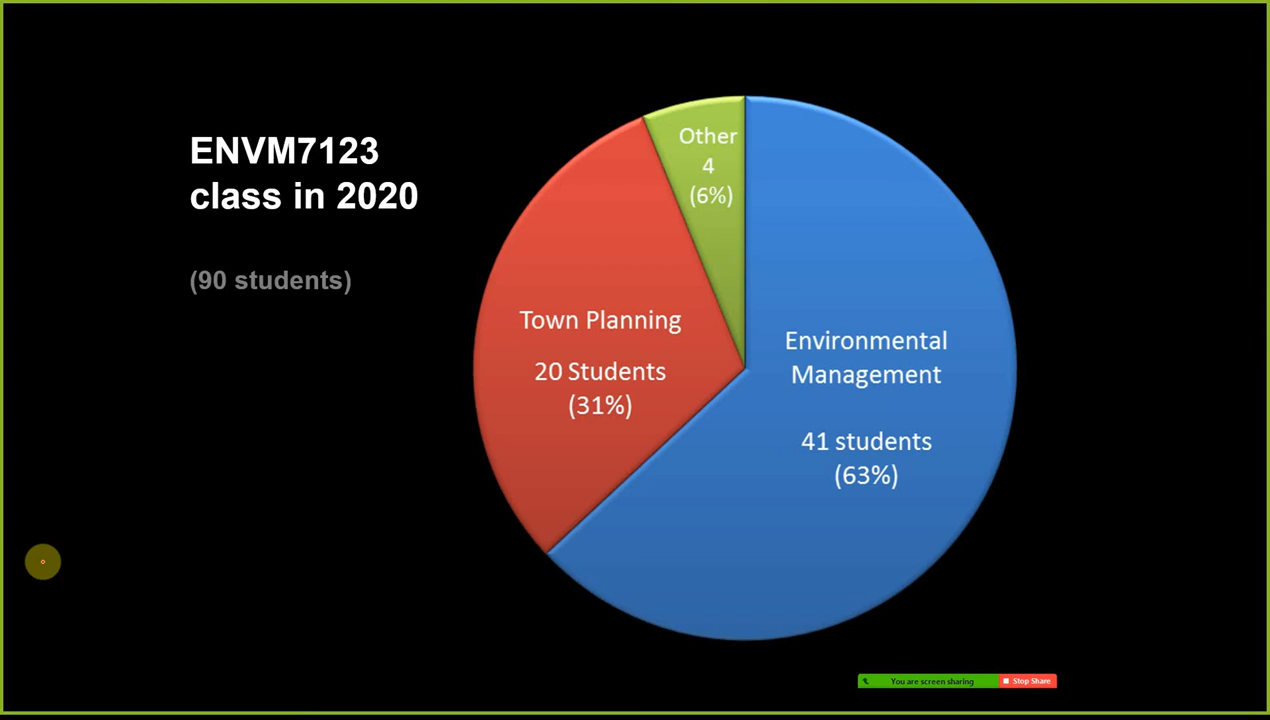 ENVM7123
class in 2020
(90 students)
Other
4
(6%)
Town Planning
20 Students
(31%)
Environmental
Management
41 students
(63%)
You are screen sharing
Stop Share